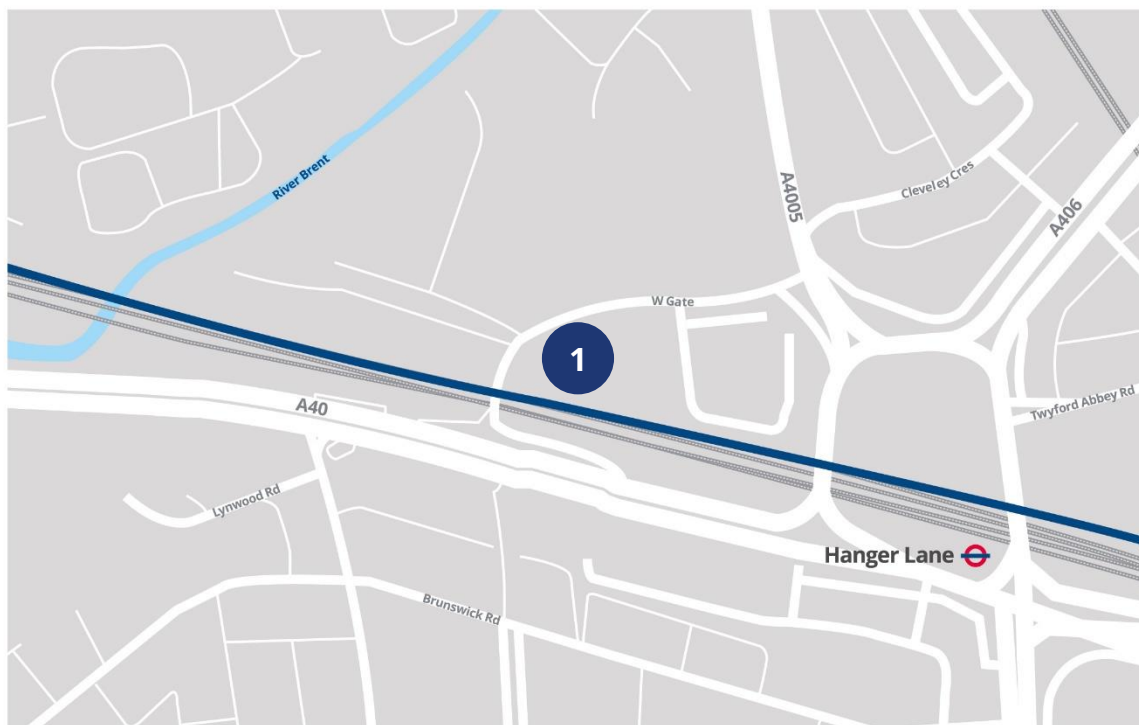 River Brent
A4005
Cleveley Cres
A406
W Gate
1
A40
Twyford Abbey Rd
Lynwood Rd
Hanger Lane
Brunswick Rd